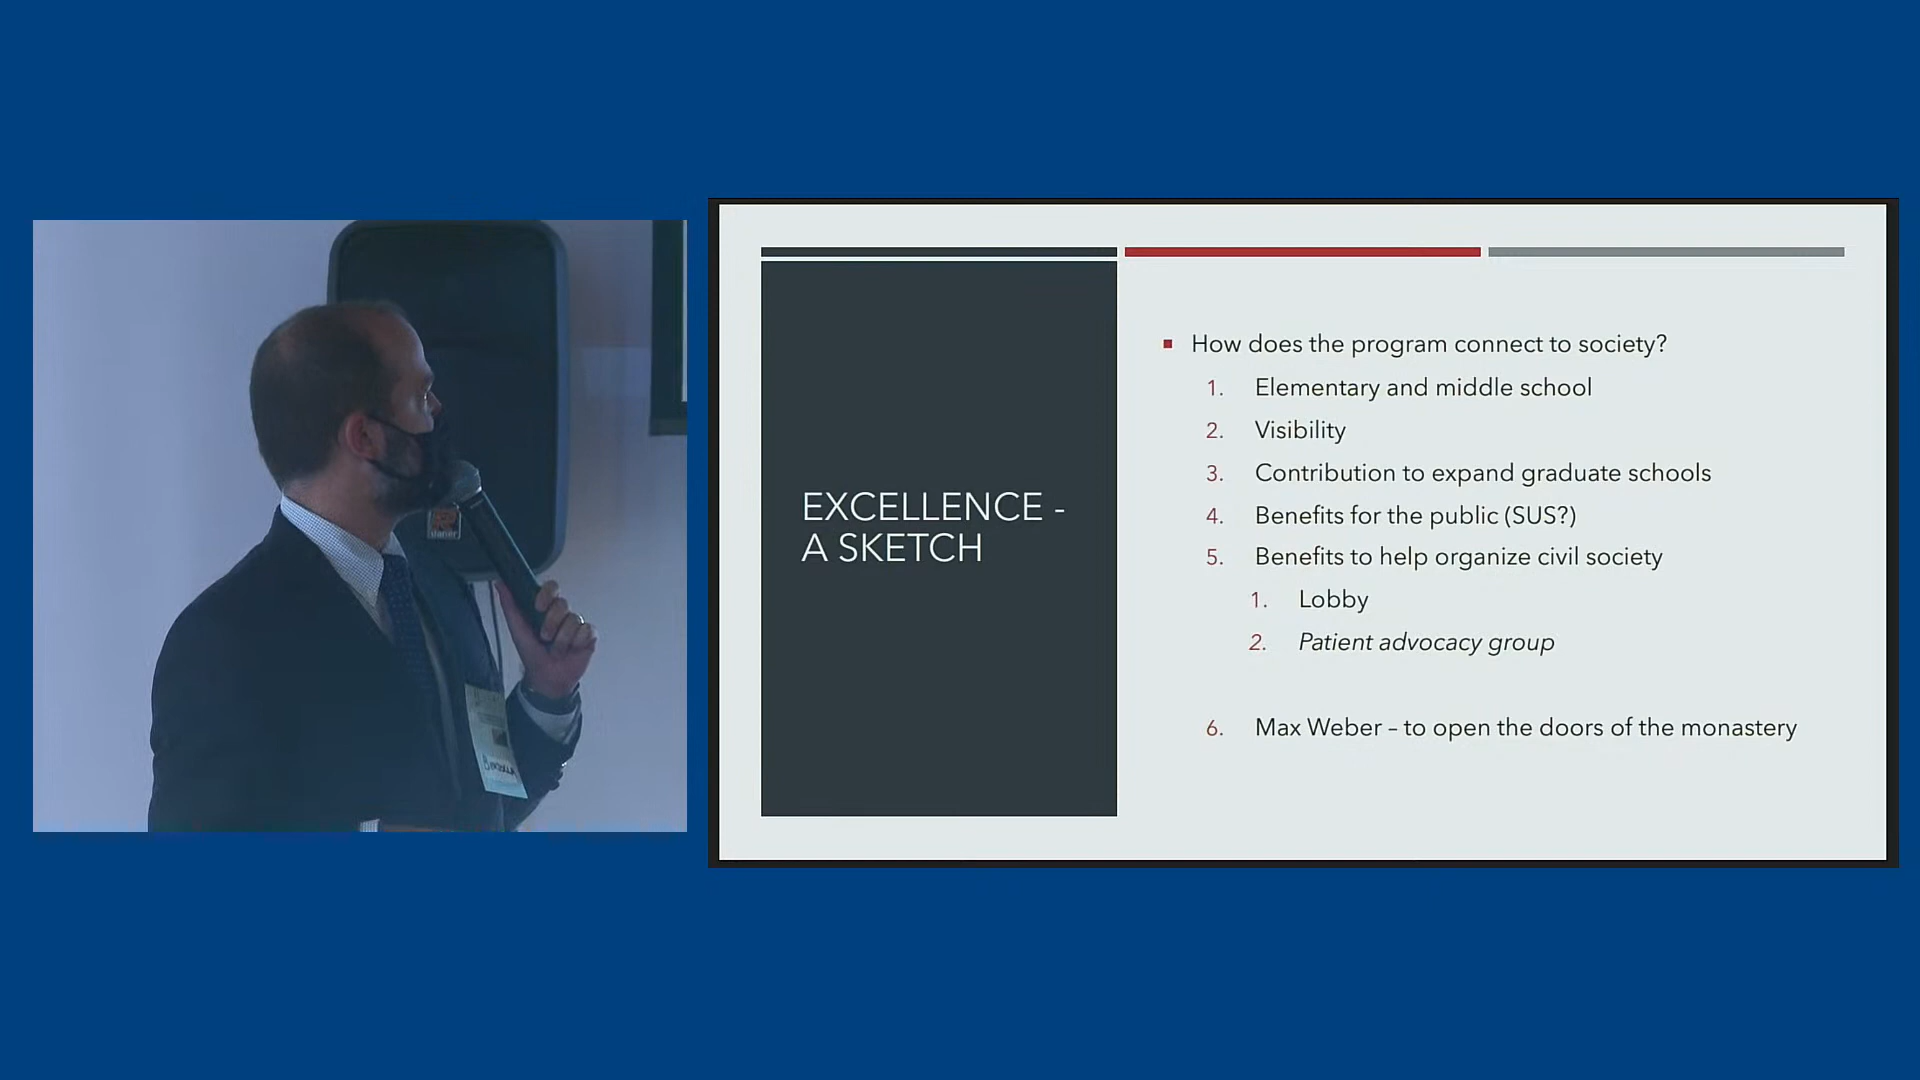 EXCELLENCE -
A SKETCH
▪ How does the program connect to society?
1. Elementary and middle school
2. Visibility
3. Contribution to expand graduate schools
4. Benefits for the public (SUS?)
5. Benefits to help organize civil society
1. Lobby
2. Patient advocacy group
6. Max Weber – to open the doors of the monastery